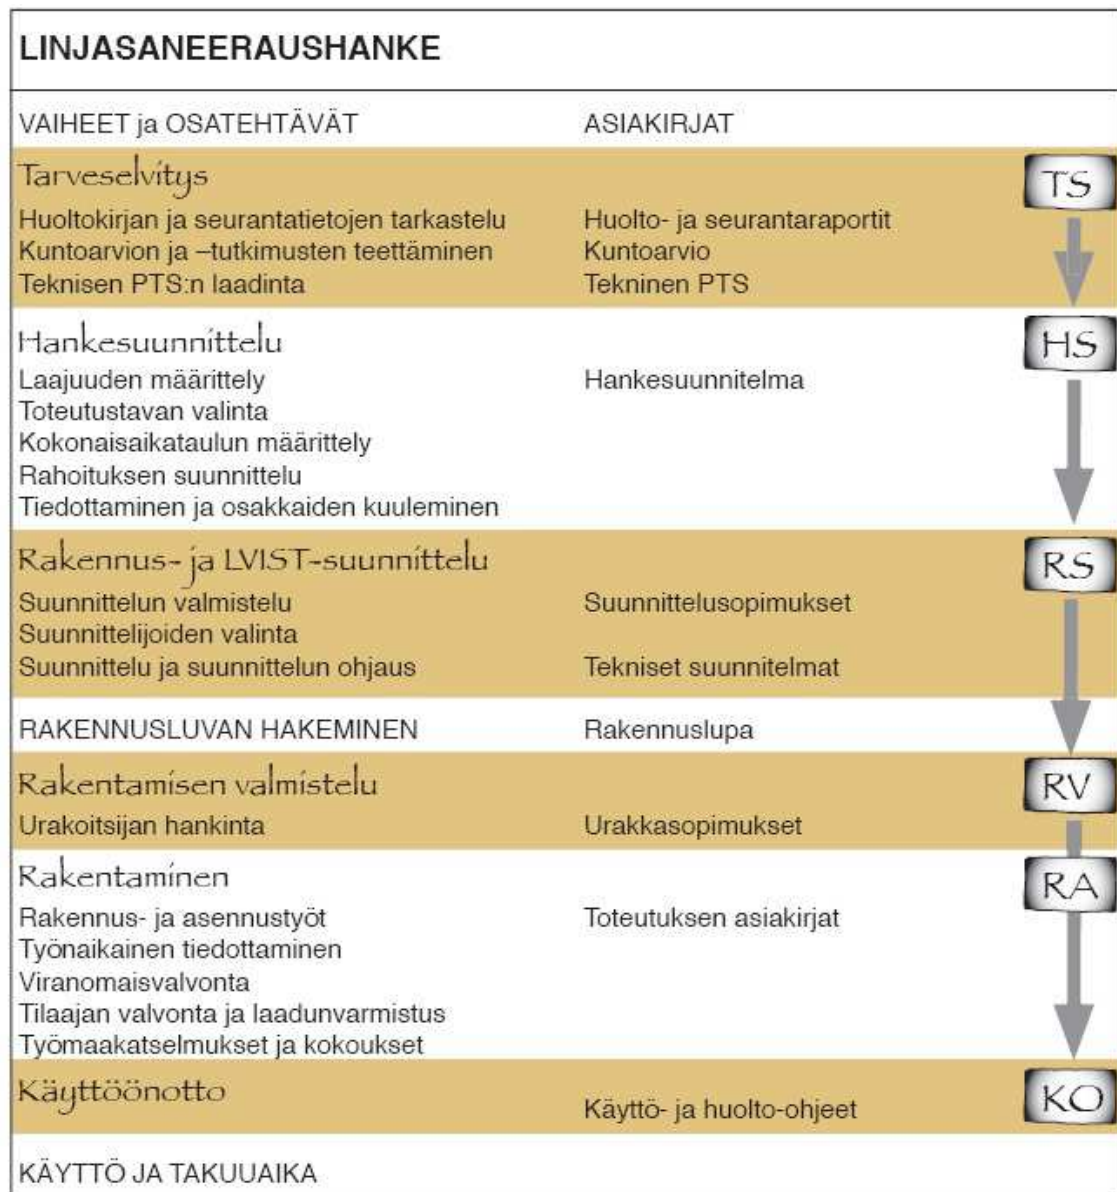 LINJASANEERAUSHANKE
VAIHEET ja OSATEHTÄVÄT ASIAKIRJAT
Tarveselvitys TS
Huoltokirjan ja seurantatietojen tarkastelu Huolto- ja seurantaraportit
Kuntoarvion ja –tutkimusten teettäminen Kuntoarvio
Teknisen PTS:n laadinta Tekninen PTS
Hankesuunnittelu HS
Laajuuden määrittely Hankesuunnitelma
Toteutustavan valinta
Kokonaisaikataulun määrittely
Rahoituksen suunnittelu
Tiedottaminen ja osakkaiden kuuleminen
Rakennus- ja LVIST-suunnittelu RS
Suunnittelun valmistelu Suunnittelusopimukset
Suunnittelijoiden valinta
Suunnittelu ja suunnittelun ohjaus Tekniset suunnitelmat
RAKENNUSLUVAN HAKEMINEN Rakennuslupa
Rakentamisen valmistelu RV
Urakoitsijan hankinta Urakkasopimukset
Rakentaminen RA
Rakennus- ja asennustyöt Toteutuksen asiakirjat
Työnaikainen tiedottaminen
Viranomaisvalvonta
Tilaajan valvonta ja laadunvarmistus
Työmaakatselmukset ja kokoukset
Käyttöönotto KO
Käyttö- ja huolto-ohjeet
KÄYTTÖ JA TAKUUAIKA